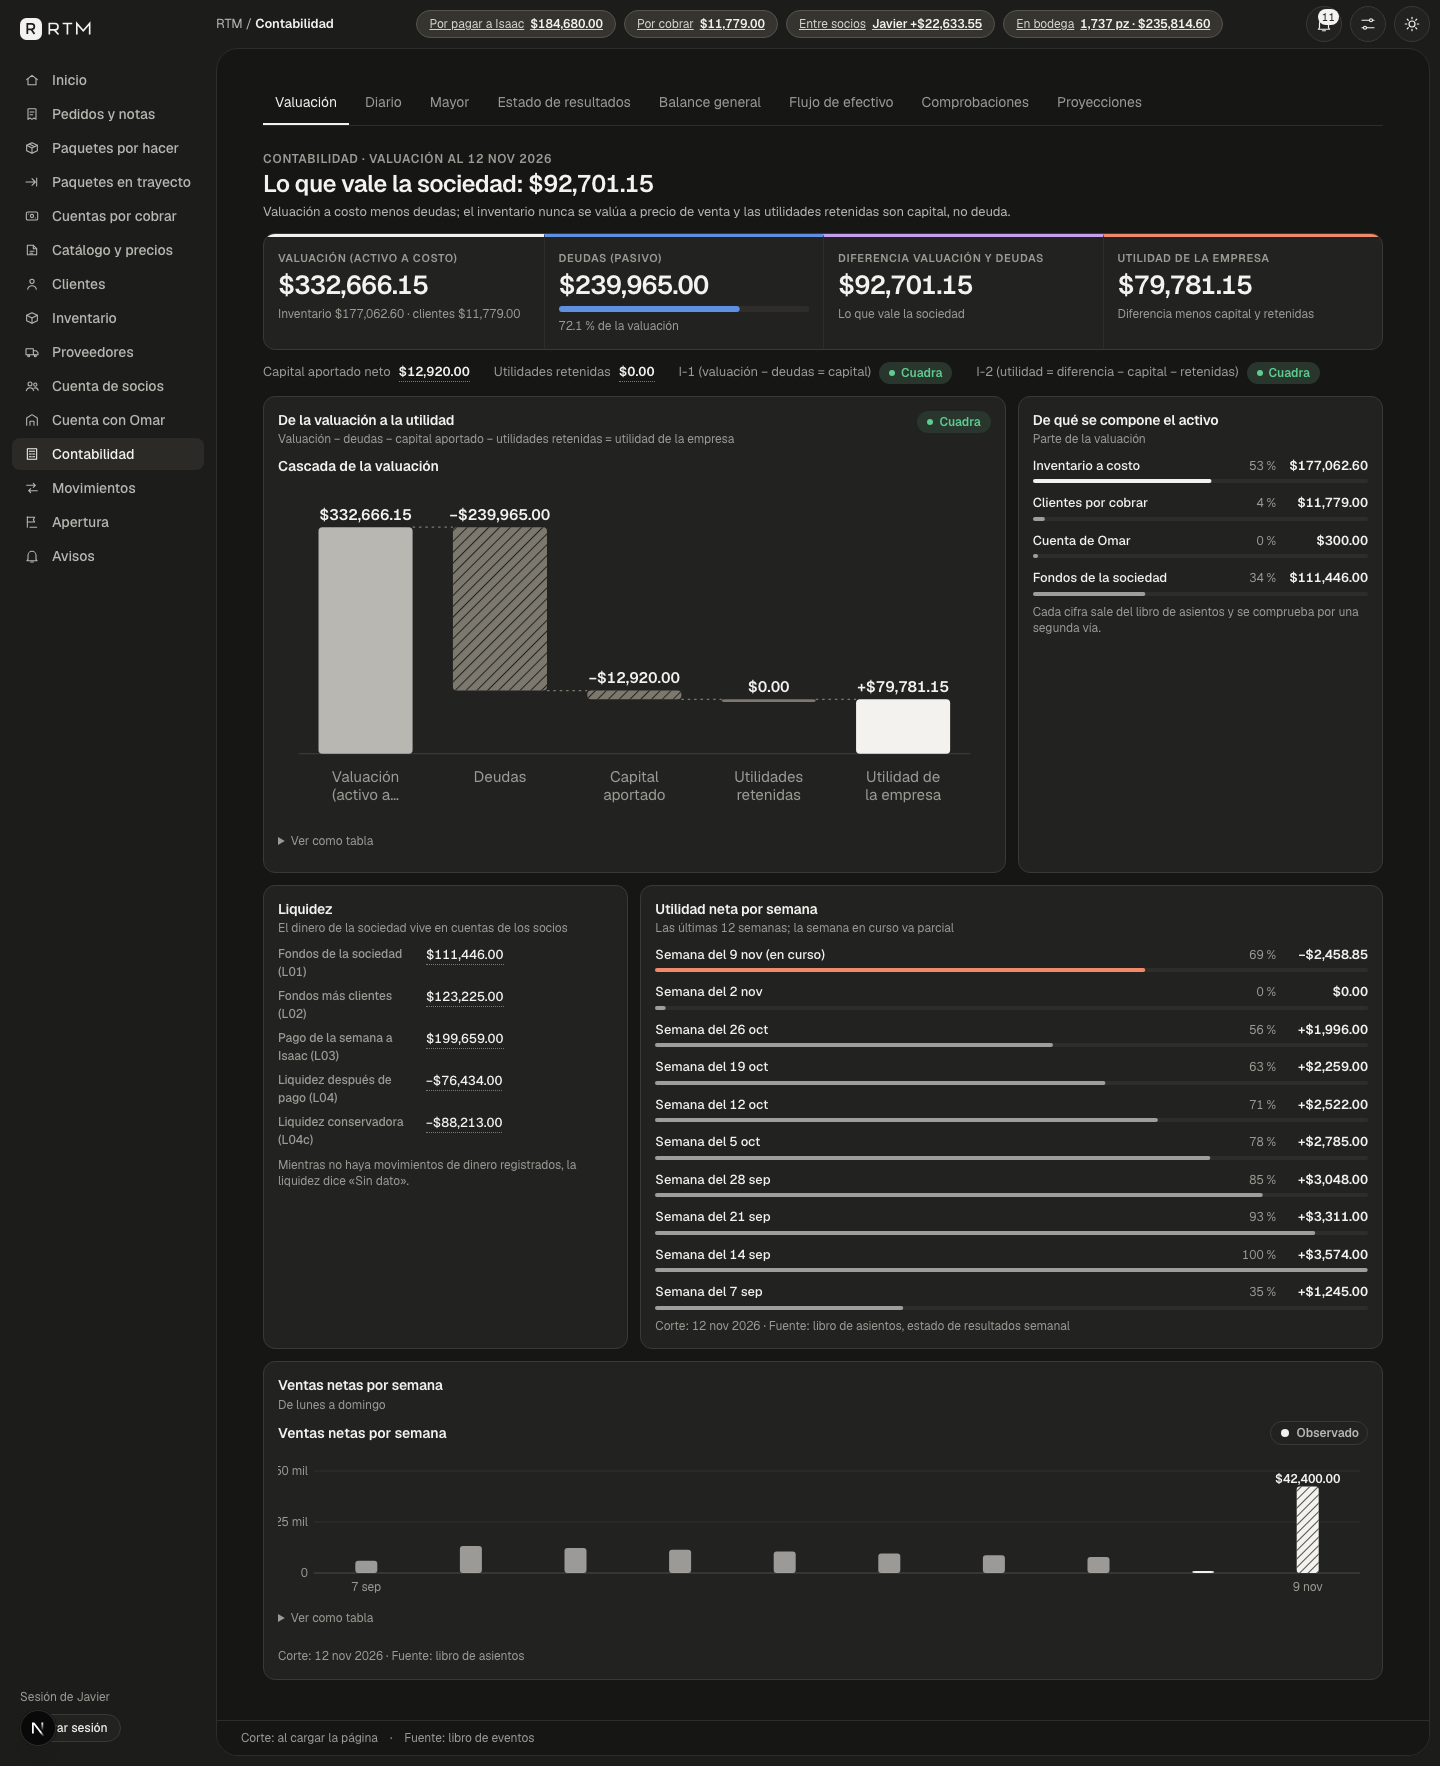 R RTM
RTM / Contabilidad
Por pagar a Isaac $184,680.00
Por cobrar $11,779.00
Entre socios Javier +$22,633.55
En bodega 1,737 pz · $235,814.60
11
Inicio
Pedidos y notas
Paquetes por hacer
Paquetes en trayecto
Cuentas por cobrar
Catálogo y precios
Clientes
Inventario
Proveedores
Cuenta de socios
Cuenta con Omar
Contabilidad
Movimientos
Apertura
Avisos
Valuación Diario Mayor Estado de resultados Balance general Flujo de efectivo Comprobaciones Proyecciones
CONTABILIDAD · VALUACIÓN AL 12 NOV 2026
Lo que vale la sociedad: $92,701.15
Valuación a costo menos deudas; el inventario nunca se valúa a precio de venta y las utilidades retenidas son capital, no deuda.
VALUACIÓN (ACTIVO A COSTO)
$332,666.15
Inventario $177,062.60 · clientes $11,779.00
DEUDAS (PASIVO)
$239,965.00
72.1 % de la valuación
DIFERENCIA VALUACIÓN Y DEUDAS
$92,701.15
Lo que vale la sociedad
UTILIDAD DE LA EMPRESA
$79,781.15
Diferencia menos capital y retenidas
Capital aportado neto $12,920.00 Utilidades retenidas $0.00 I-1 (valuación − deudas = capital) Cuadra I-2 (utilidad = diferencia − capital − retenidas) Cuadra
De la valuación a la utilidad
Cuadra
Valuación − deudas − capital aportado − utilidades retenidas = utilidad de la empresa
Cascada de la valuación
$332,666.15 −$239,965.00 −$12,920.00 $0.00 +$79,781.15
Valuación (activo a…
Deudas
Capital aportado
Utilidades retenidas
Utilidad de la empresa
Ver como tabla
De qué se compone el activo
Parte de la valuación
Inventario a costo 53 % $177,062.60
Clientes por cobrar 4 % $11,779.00
Cuenta de Omar 0 % $300.00
Fondos de la sociedad 34 % $111,446.00
Cada cifra sale del libro de asientos y se comprueba por una
segunda vía.
Liquidez
El dinero de la sociedad vive en cuentas de los socios
Fondos de la sociedad (L01) $111,446.00
Fondos más clientes (L02) $123,225.00
Pago de la semana a Isaac (L03) $199,659.00
Liquidez después de pago (L04) −$76,434.00
Liquidez conservadora (L04c) −$88,213.00
Mientras no haya movimientos de dinero registrados, la
liquidez dice «Sin dato».
Utilidad neta por semana
Las últimas 12 semanas; la semana en curso va parcial
Semana del 9 nov (en curso) 69 % −$2,458.85
Semana del 2 nov 0 % $0.00
Semana del 26 oct 56 % +$1,996.00
Semana del 19 oct 63 % +$2,259.00
Semana del 12 oct 71 % +$2,522.00
Semana del 5 oct 78 % +$2,785.00
Semana del 28 sep 85 % +$3,048.00
Semana del 21 sep 93 % +$3,311.00
Semana del 14 sep 100 % +$3,574.00
Semana del 7 sep 35 % +$1,245.00
Corte: 12 nov 2026 · Fuente: libro de asientos, estado de resultados semanal
Ventas netas por semana
De lunes a domingo
Ventas netas por semana
Observado
50 mil
$42,400.00
25 mil
0
7 sep 9 nov
Ver como tabla
Corte: 12 nov 2026 · Fuente: libro de asientos
Sesión de Javier
N ar sesión
Corte: al cargar la página · Fuente: libro de eventos